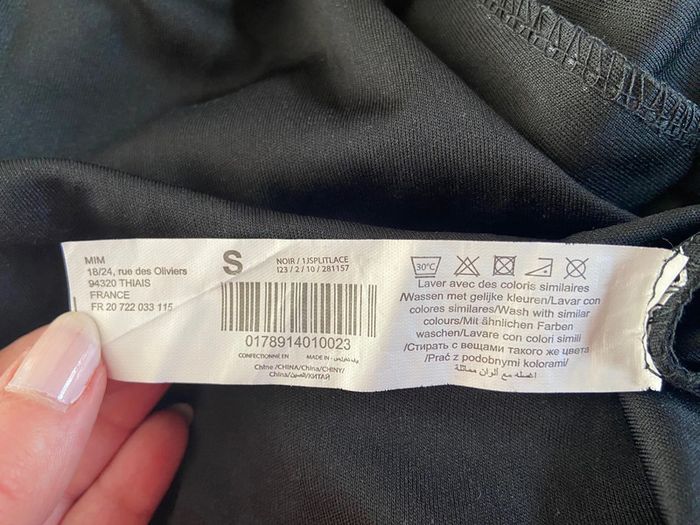 MIM
18/24, rue des Oliviers
94320 THIAIS
FRANCE
FR 20 722 033 115
S
NOIR / 1JSPLITLACE
I23 / 2 / 10 / 281157
0178914010023
CONFECTIONNÉ EN MADE IN -
Chine /CHINA/China/CHINY/
China/الصين/КИТАЙ
30°C
Laver avec des coloris similaires
/Wassen met gelijke kleuren/Lavar con
colores similares/Wash with similar
colours/Mit ähnlichen Farben
waschen/Lavare con colori simili
/Стирать с вещами такого же цвета
/Prać z podobnymi kolorami/
اغسله مع ألوان مماثلة